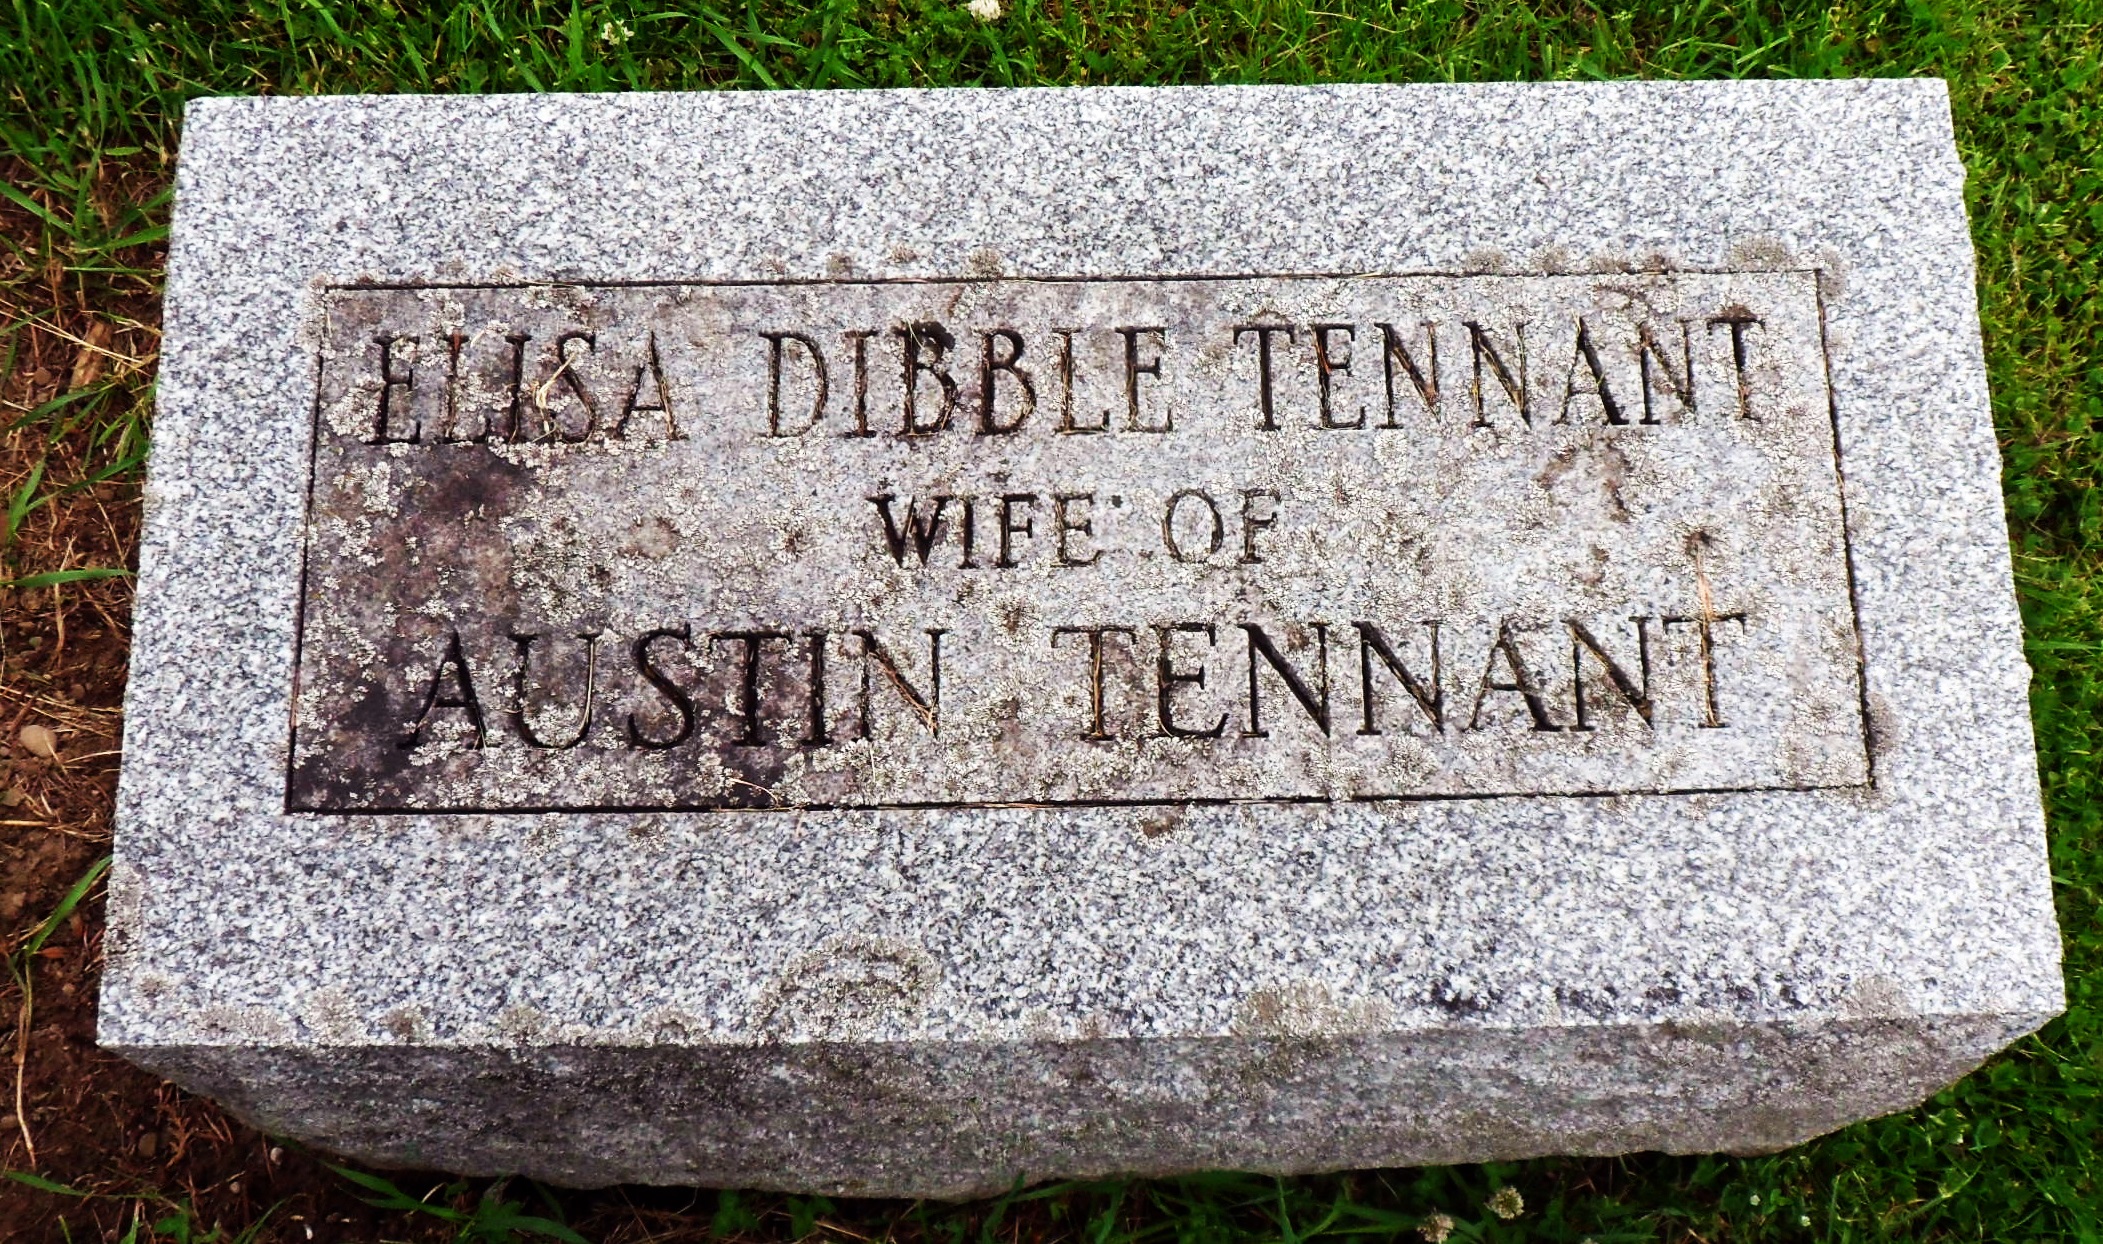 ELISA DIBBLE TENNANT
WIFE OF
AUSTIN TENNANT